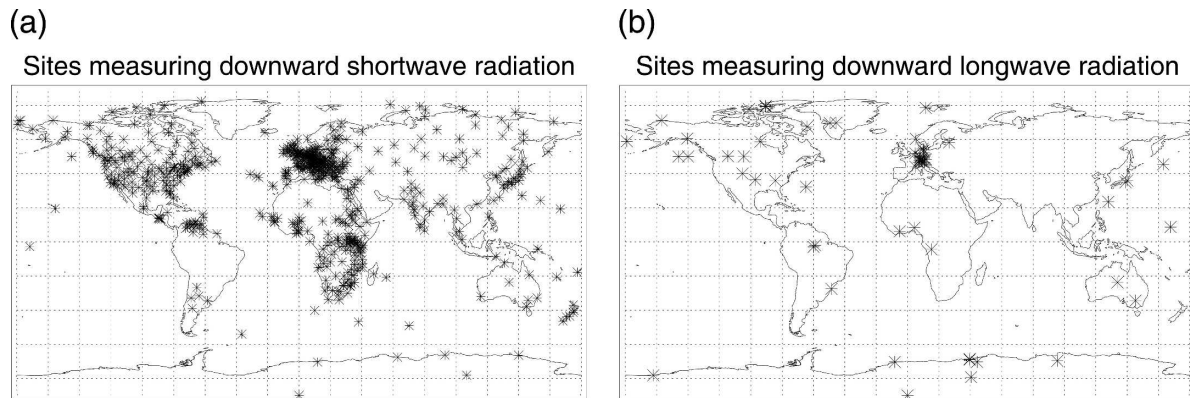 (a)
Sites measuring downward shortwave radiation
(b)
Sites measuring downward longwave radiation